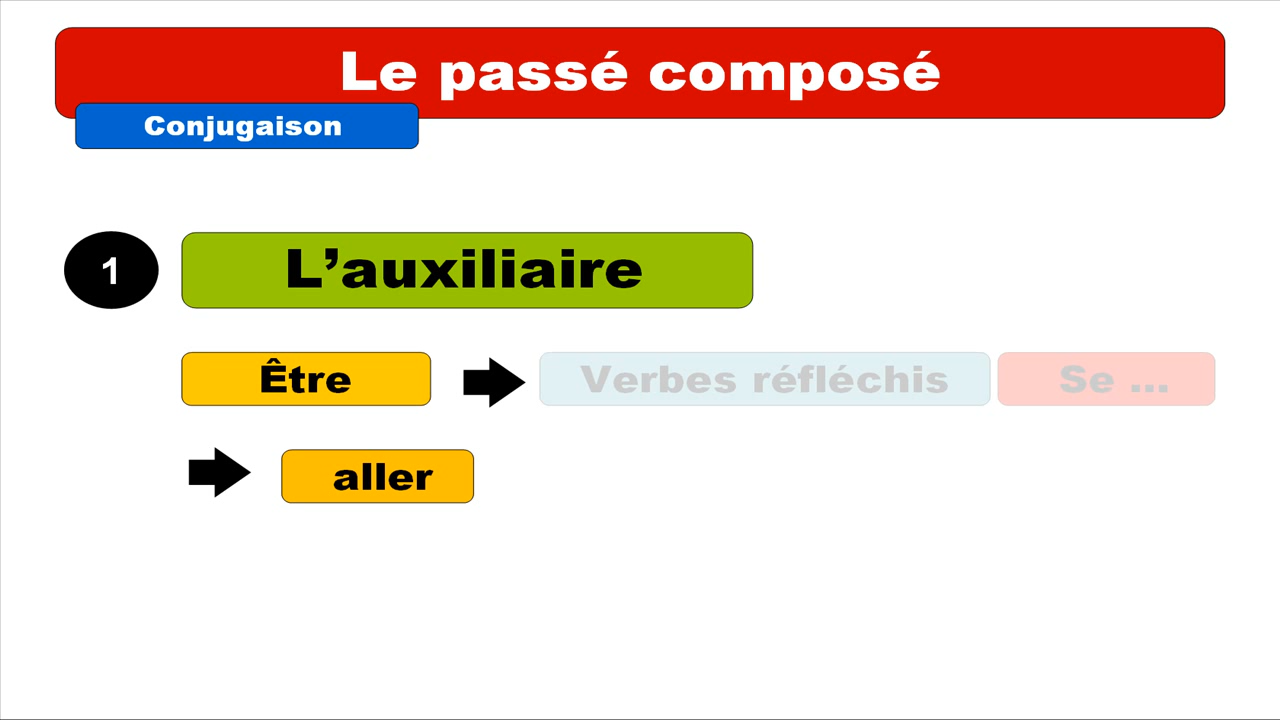 Le passé composé
Conjugaison
1
L’auxiliaire
Être
Verbes réfléchis
Se ...
aller